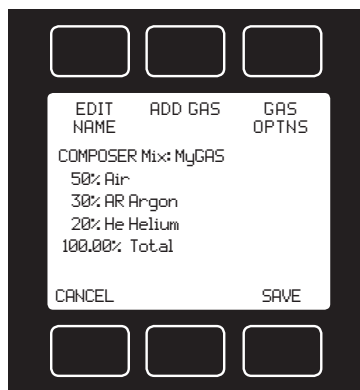 EDIT NAME ADD GAS GAS OPTNS
COMPOSER Mix: MyGAS
50% Air
30% AR Argon
20% He Helium
100.00% Total
CANCEL SAVE